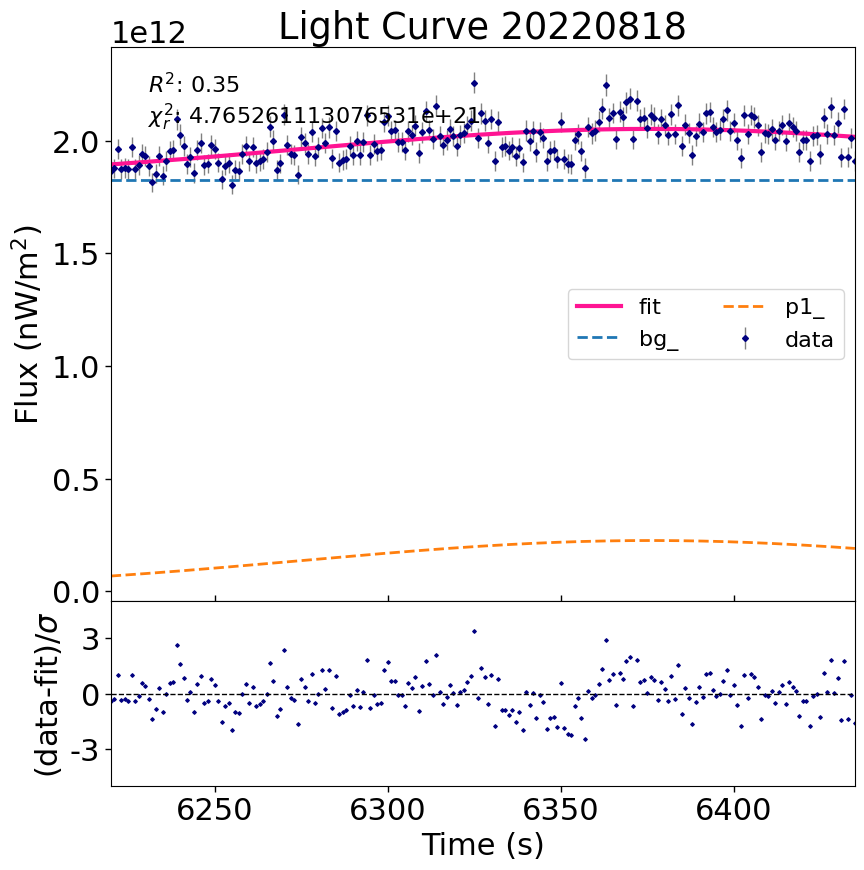 Light Curve 20220818
1e12
R²: 0.35
χ²ᵣ: 4.7652611113076531e+21
2.0
1.5
1.0
0.5
0.0
Flux (nW/m²)
fit
bg_
p1_
data
3
0
-3
(data-fit)/σ
6250
6300
6350
6400
Time (s)